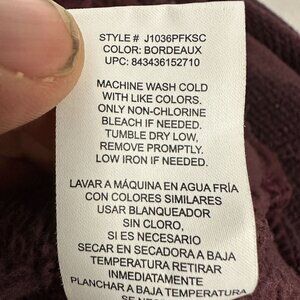 STYLE # J1036PFKSC
COLOR: BORDEAUX
UPC: 843436152710
MACHINE WASH COLD
WITH LIKE COLORS.
ONLY NON-CHLORINE
BLEACH IF NEEDED.
TUMBLE DRY LOW,
REMOVE PROMPTLY.
LOW IRON IF NEEDED.
LAVAR A MÁQUINA EN AGUA FRÍA
CON COLORES SIMILARES
USAR BLANQUEADOR
SIN CLORO,
SI ES NECESARIO
SECAR EN SECADORA A BAJA
TEMPERATURA RETIRAR
INMEDIATAMENTE
PLANCHAR A BAJA TEMPERATURA